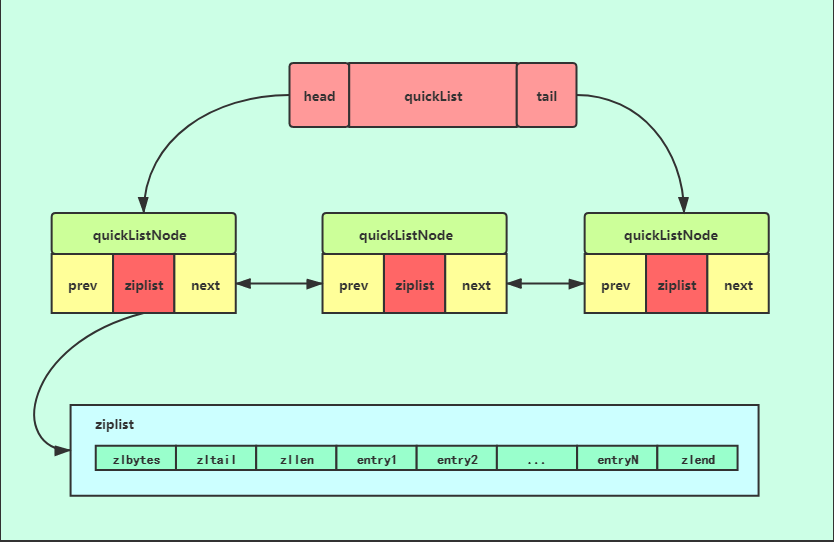 head quickList tail
quickListNode quickListNode quickListNode
prev ziplist next prev ziplist next prev ziplist next
ziplist
zlbytes zltail zllen entry1 entry2 ... entryN zlend